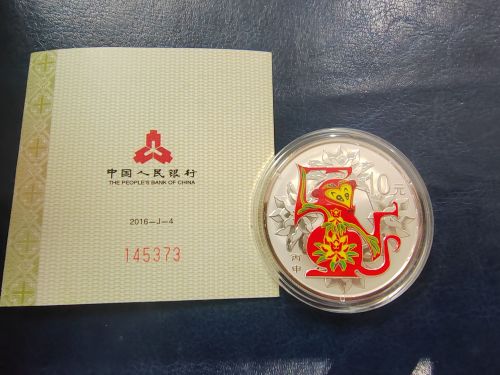 中国人民银行
THE PEOPLE'S BANK OF CHINA
2016—J—4
145373
10元
丙申